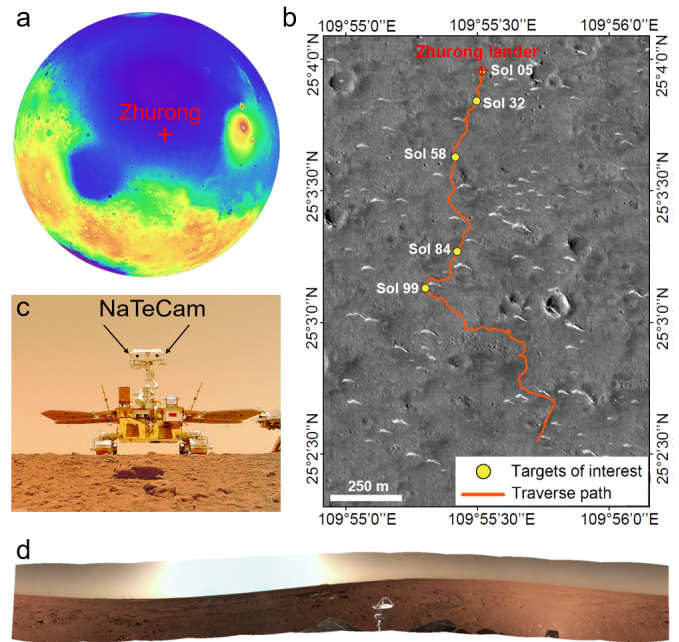 a
Zhurong
b
109°55'0''E 109°55'30''E 109°56'0''E
25°4'0''N
25°3'30''N
25°3'0''N
25°2'30''N
Zhurong lander
Sol 05
Sol 32
Sol 58
Sol 84
Sol 99
25°4'0''N
25°3'30''N
25°3'0''N
25°2'30''N
Targets of interest
Traverse path
250 m
109°55'0''E 109°55'30''E 109°56'0''E
c
NaTeCam
d